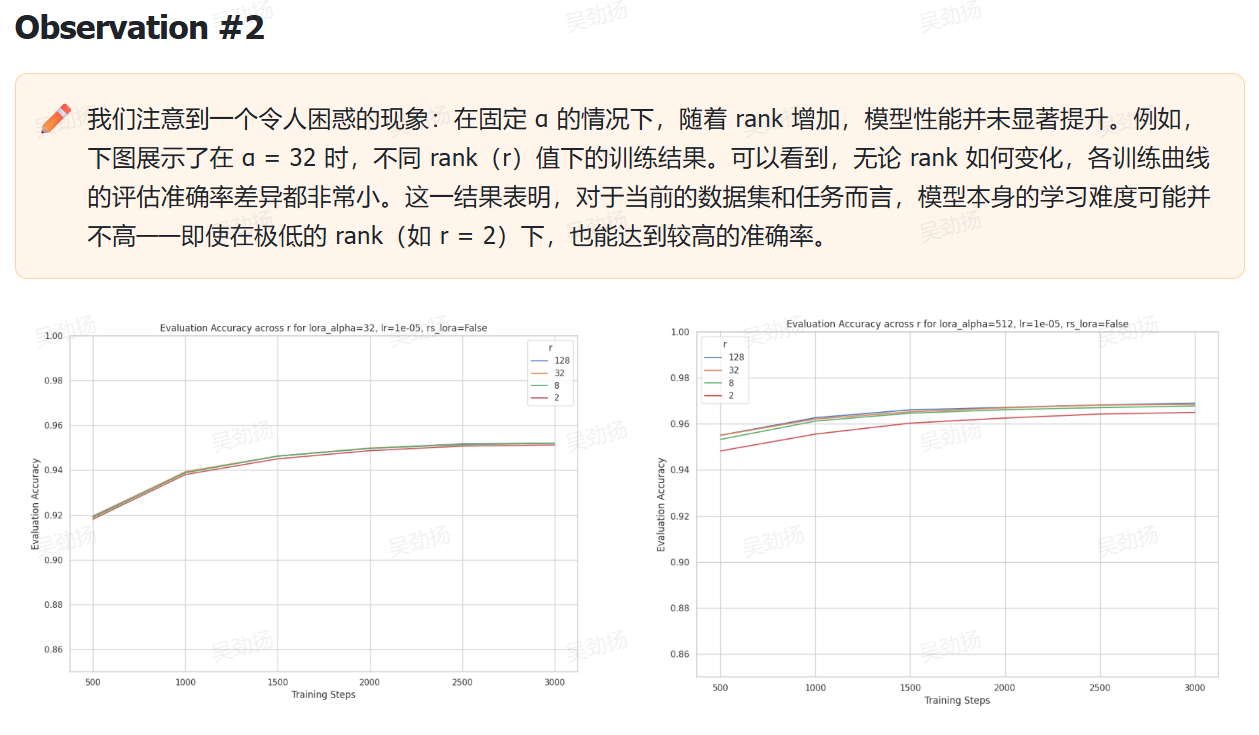 Observation #2
我们注意到一个令人困惑的现象：在固定 α 的情况下，随着 rank 增加，模型性能并未显著提升。例如，
下图展示了在 α = 32 时，不同 rank（r）值下的训练结果。可以看到，无论 rank 如何变化，各训练曲线
的评估准确率差异都非常小。这一结果表明，对于当前的数据集和任务而言，模型本身的学习难度可能并
不高——即使在极低的 rank（如 r = 2）下，也能达到较高的准确率。
Evaluation Accuracy across r for lora_alpha=32, lr=1e-05, rs_lora=False
r
128
32
8
2
1.00
0.98
0.96
0.94
0.92
0.90
0.88
0.86
Evaluation Accuracy
500 1000 1500 2000 2500 3000
Training Steps
Evaluation Accuracy across r for lora_alpha=512, lr=1e-05, rs_lora=False
r
128
32
8
2
1.00
0.98
0.96
0.94
0.92
0.90
0.88
0.86
Evaluation Accuracy
500 1000 1500 2000 2500 3000
Training Steps
吴劲扬